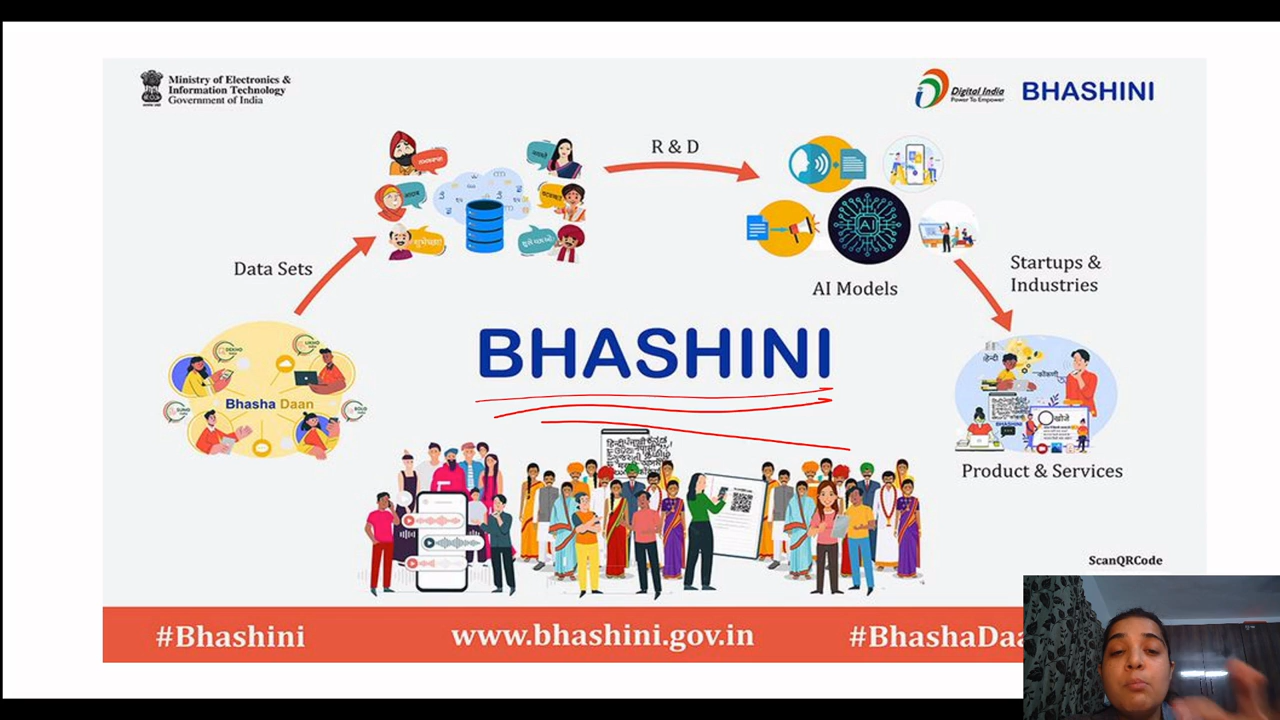 Ministry of Electronics &
Information Technology
Government of India
Digital India
Power To Empower
BHASHINI
R & D
Data Sets
AI Models
Startups &
Industries
BHASHINI
Bhasha Daan
हिन्दी
कोंकणी
खोजें
Product & Services
ScanQRCode
#Bhashini
www.bhashini.gov.in
#BhashaDaa